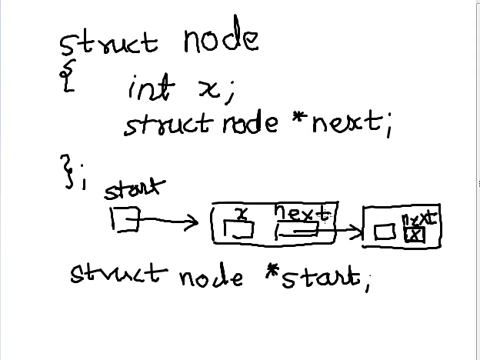 struct node
{ int x;
struct node *next;
};
start
x next
next
x
struct node *start;